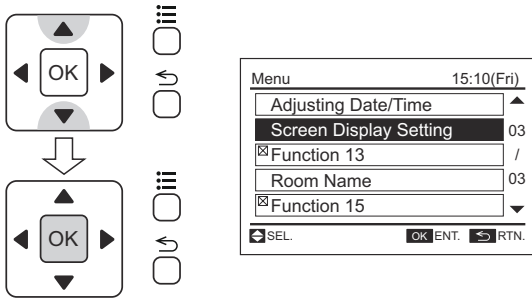 OK
OK
Menu 15:10(Fri)
Adjusting Date/Time
Screen Display Setting 03
Function 13 /
Room Name 03
Function 15
SEL. OK ENT. RTN.